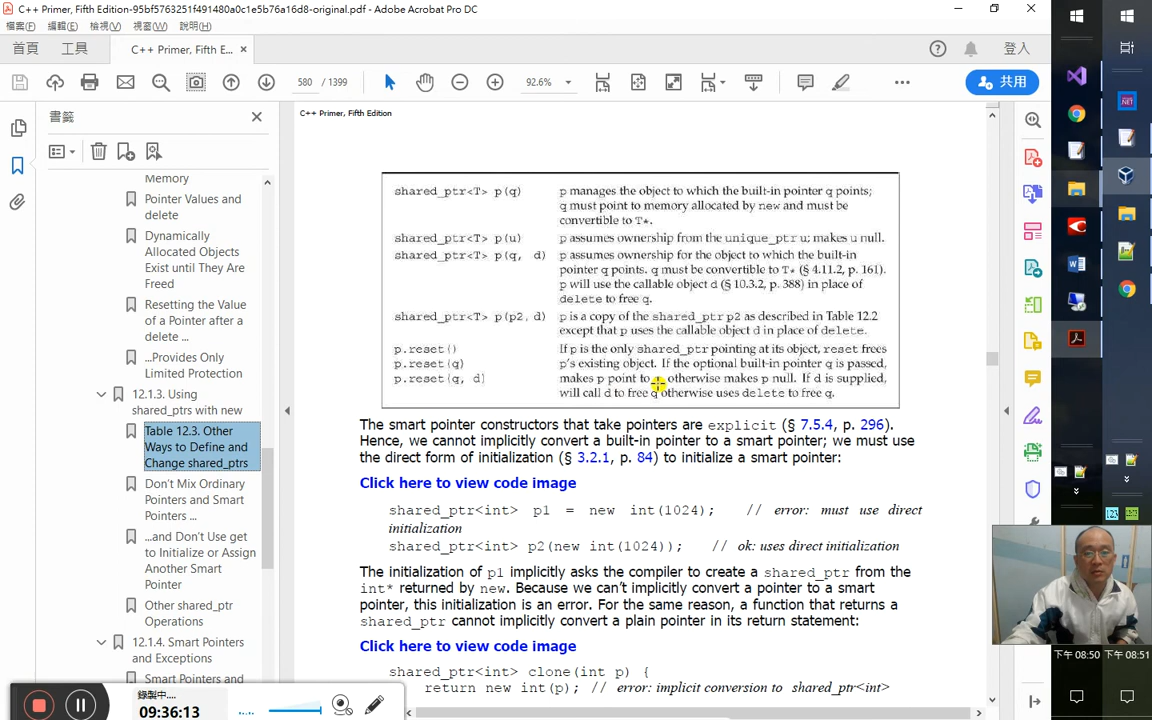 C++ Primer, Fifth Edition-95bf5763251f491480a0c1e5b76a16d8-original.pdf - Adobe Acrobat Pro DC
檔案(F) 編輯(E) 檢視(V) 視窗(W) 說明(H)
首頁 工具 C++ Primer, Fifth E... × 登入
580 / 1399 92.6% 共用
書籤
Memory
Pointer Values and
delete
Dynamically
Allocated Objects
Exist until They Are
Freed
Resetting the Value
of a Pointer after a
delete ...
...Provides Only
Limited Protection
12.1.3. Using
shared_ptrs with new
Table 12.3. Other
Ways to Define and
Change shared_ptrs
Don't Mix Ordinary
Pointers and Smart
Pointers ...
...and Don't Use get
to Initialize or Assign
Another Smart
Pointer
Other shared_ptr
Operations
12.1.4. Smart Pointers
and Exceptions
Smart Pointers and
C++ Primer, Fifth Edition
shared_ptr<T> p(q) p manages the object to which the built-in pointer q points;
q must point to memory allocated by new and must be
convertible to T*.
shared_ptr<T> p(u) p assumes ownership from the unique_ptr u; makes u null.
shared_ptr<T> p(q, d) p assumes ownership for the object to which the built-in
pointer q points. q must be convertible to T* (§ 4.11.2, p. 161).
p will use the callable object d (§ 10.3.2, p. 388) in place of
delete to free q.
shared_ptr<T> p(p2, d) p is a copy of the shared_ptr p2 as described in Table 12.2
except that p uses the callable object d in place of delete.
p.reset() If p is the only shared_ptr pointing at its object, reset frees
p.reset(q) p's existing object. If the optional built-in pointer q is passed,
p.reset(q, d) makes p point to otherwise makes p null. If d is supplied,
will call d to free q otherwise uses delete to free q.
The smart pointer constructors that take pointers are explicit (§ 7.5.4, p. 296).
Hence, we cannot implicitly convert a built-in pointer to a smart pointer; we must use
the direct form of initialization (§ 3.2.1, p. 84) to initialize a smart pointer:
Click here to view code image
shared_ptr<int> p1 = new int(1024); // error: must use direct
initialization
shared_ptr<int> p2(new int(1024)); // ok: uses direct initialization
The initialization of p1 implicitly asks the compiler to create a shared_ptr from the
int* returned by new. Because we can't implicitly convert a pointer to a smart
pointer, this initialization is an error. For the same reason, a function that returns a
shared_ptr cannot implicitly convert a plain pointer in its return statement:
Click here to view code image
shared_ptr<int> clone(int p) {
return new int(p); // error: implicit conversion to shared_ptr<int>
錄製中....
09:36:13
下午 08:50 下午 08:51